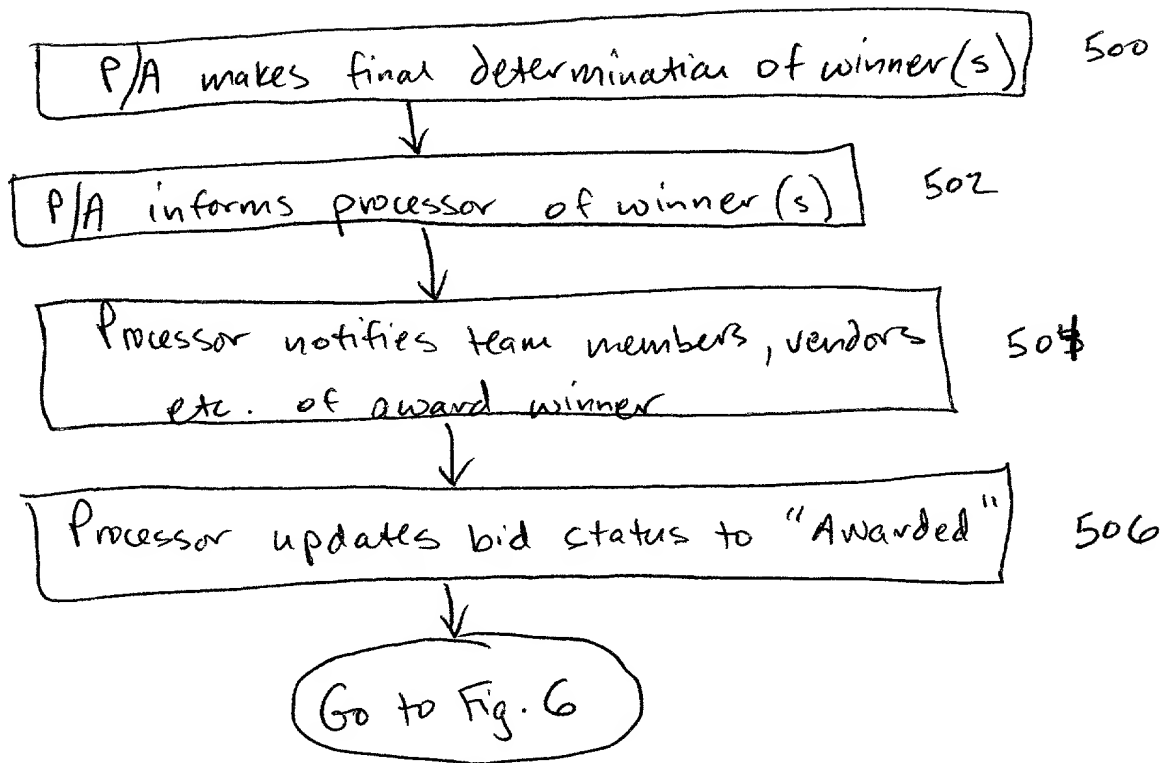 P/A makes final determination of winner(s) 500
P/A informs processor of winner(s) 502
Processor notifies team members, vendors 504
etc. of award winner
Processor updates bid status to "Awarded" 506
Go to Fig. 6